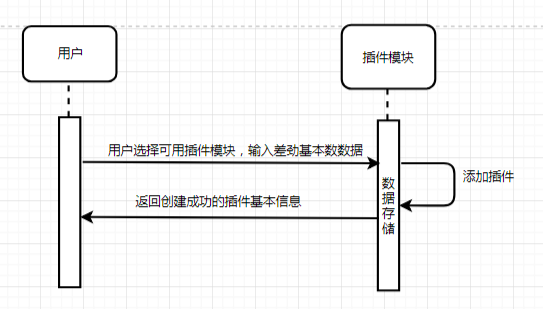 用户
插件模块
用户选择可用插件模块，输入差劲基本数数据
添加插件
数据存储
返回创建成功的插件基本信息